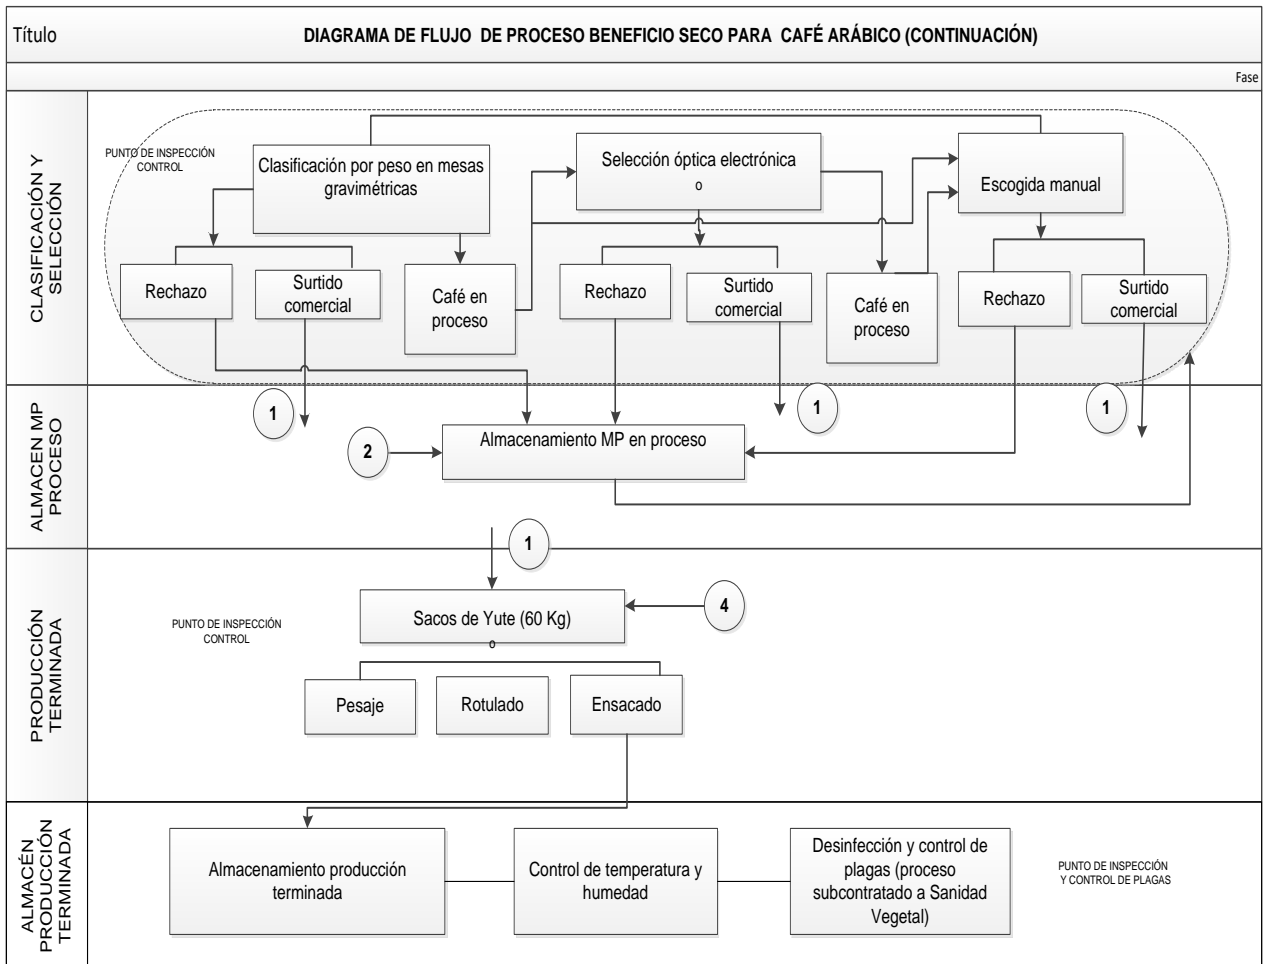 Título
DIAGRAMA DE FLUJO DE PROCESO BENEFICIO SECO PARA CAFÉ ARÁBICO (CONTINUACIÓN)
Fase
CLASIFICACIÓN Y
SELECCIÓN
PUNTO DE INSPECCIÓN
CONTROL
Clasificación por peso en mesas
gravimétricas
Selección óptica electrónica
o
Escogida manual
Rechazo
Surtido
comercial
Café en
proceso
Rechazo
Surtido
comercial
Café en
proceso
Rechazo
Surtido
comercial
ALMACEN MP
PROCESO
1
1
1
2
Almacenamiento MP en proceso
1
PRODUCCIÓN
TERMINADA
PUNTO DE INSPECCIÓN
CONTROL
Sacos de Yute (60 Kg)
o
4
Pesaje
Rotulado
Ensacado
ALMACÉN
PRODUCCIÓN
TERMINADA
Almacenamiento producción
terminada
Control de temperatura y
humedad
Desinfección y control de
plagas (proceso
subcontratado a Sanidad
Vegetal)
PUNTO DE INSPECCIÓN
Y CONTROL DE PLAGAS